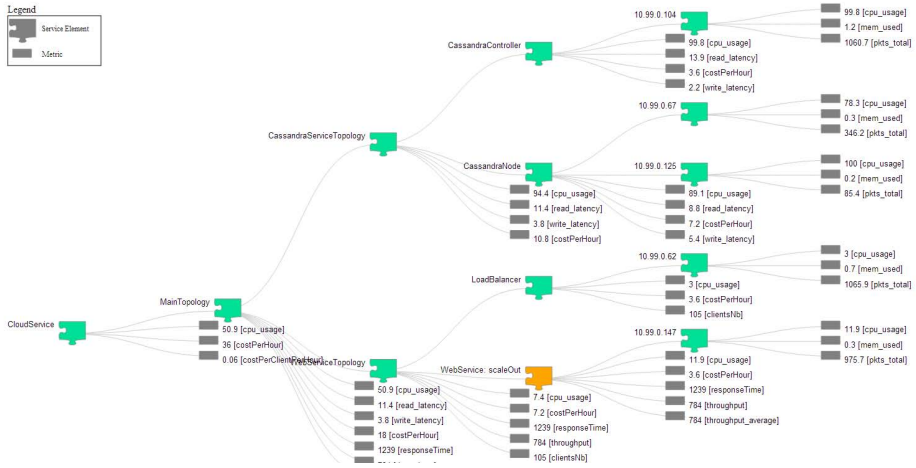 Legend
Service Element
Metric
10.99.0.104
99.8 [cpu_usage]
1.2 [mem_used]
1060.7 [pkts_total]
CassandraController
99.8 [cpu_usage]
13.9 [read_latency]
3.6 [costPerHour]
2.2 [write_latency]
10.99.0.67
78.3 [cpu_usage]
0.3 [mem_used]
346.2 [pkts_total]
CassandraServiceTopology
CassandraNode
94.4 [cpu_usage]
11.4 [read_latency]
3.8 [write_latency]
10.8 [costPerHour]
10.99.0.125
100 [cpu_usage]
0.2 [mem_used]
85.4 [pkts_total]
89.1 [cpu_usage]
8.8 [read_latency]
7.2 [costPerHour]
5.4 [write_latency]
10.99.0.62
3 [cpu_usage]
0.7 [mem_used]
1065.9 [pkts_total]
LoadBalancer
3 [cpu_usage]
3.6 [costPerHour]
105 [clientsNb]
MainTopology
CloudService
50.9 [cpu_usage]
36 [costPerHour]
0.06 [costPerClientPerHour]
WebServiceTopology
50.9 [cpu_usage]
11.4 [read_latency]
3.8 [write_latency]
18 [costPerHour]
1239 [responseTime]
WebService: scaleOut
7.4 [cpu_usage]
7.2 [costPerHour]
1239 [responseTime]
784 [throughput]
105 [clientsNb]
10.99.0.147
11.9 [cpu_usage]
0.3 [mem_used]
975.7 [pkts_total]
11.9 [cpu_usage]
3.6 [costPerHour]
1239 [responseTime]
784 [throughput]
784 [throughput_average]